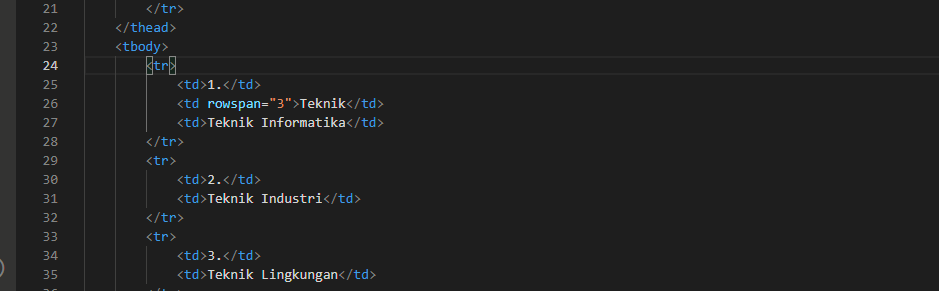 21 </tr>
22 </thead>
23 <tbody>
24 <tr>
25 <td>1.</td>
26 <td rowspan="3">Teknik</td>
27 <td>Teknik Informatika</td>
28 </tr>
29 <tr>
30 <td>2.</td>
31 <td>Teknik Industri</td>
32 </tr>
33 <tr>
34 <td>3.</td>
35 <td>Teknik Lingkungan</td>